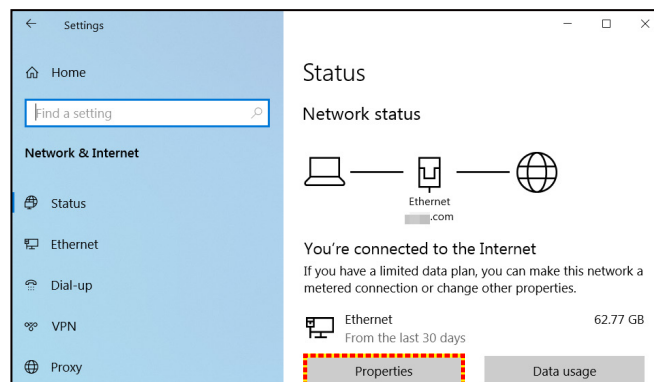 Settings
Home
Find a setting
Network & Internet
Status
Ethernet
Dial-up
VPN
Proxy
Status
Network status
Ethernet
.com
You're connected to the Internet
If you have a limited data plan, you can make this network a
metered connection or change other properties.
Ethernet 62.77 GB
From the last 30 days
Properties Data usage